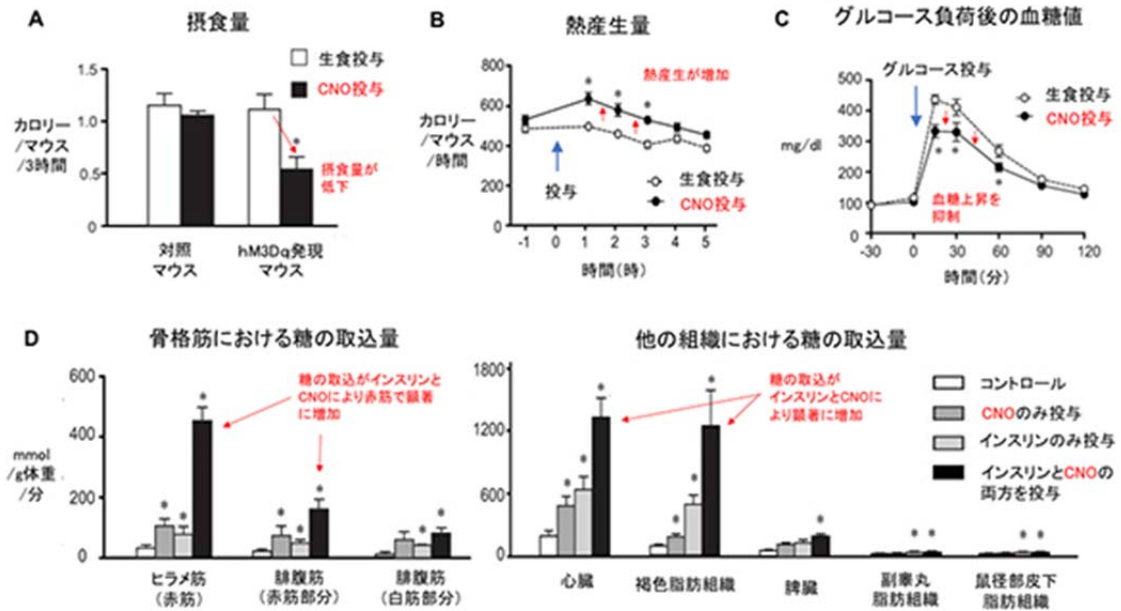 A
摂食量
生食投与
CNO投与
カロリー
/マウス
/3時間
1.5
1.0
0.5
0
*
摂食量が
低下
対照
マウス
hM3Dq発現
マウス
B
熱産生量
800
600
400
200
0
カロリー
/マウス
/時間
*
*
*
熱産生が増加
投与
生食投与
CNO投与
-1 0 1 2 3 4 5
時間(時)
C
グルコース負荷後の血糖値
グルコース投与
生食投与
CNO投与
500
400
300
200
100
0
mg/dl
* *
*
血糖上昇を
抑制
-30 0 30 60 90 120
時間(分)
D
骨格筋における糖の取込量
600
400
200
0
mmol
/g体重
/分
糖の取込がインスリンと
CNOにより赤筋で顕著
に増加
* * *
* * *
* *
ヒラメ筋
(赤筋)
腓腹筋
(赤筋部分)
腓腹筋
(白筋部分)
他の組織における糖の取込量
1800
1200
600
0
糖の取込が
インスリンとCNOに
より顕著に増加
* * *
* * *
*
* *
* *
心臓
褐色脂肪組織
脾臓
副睾丸
脂肪組織
鼠径部皮下
脂肪組織
コントロール
CNOのみ投与
インスリンのみ投与
インスリンとCNOの
両方を投与